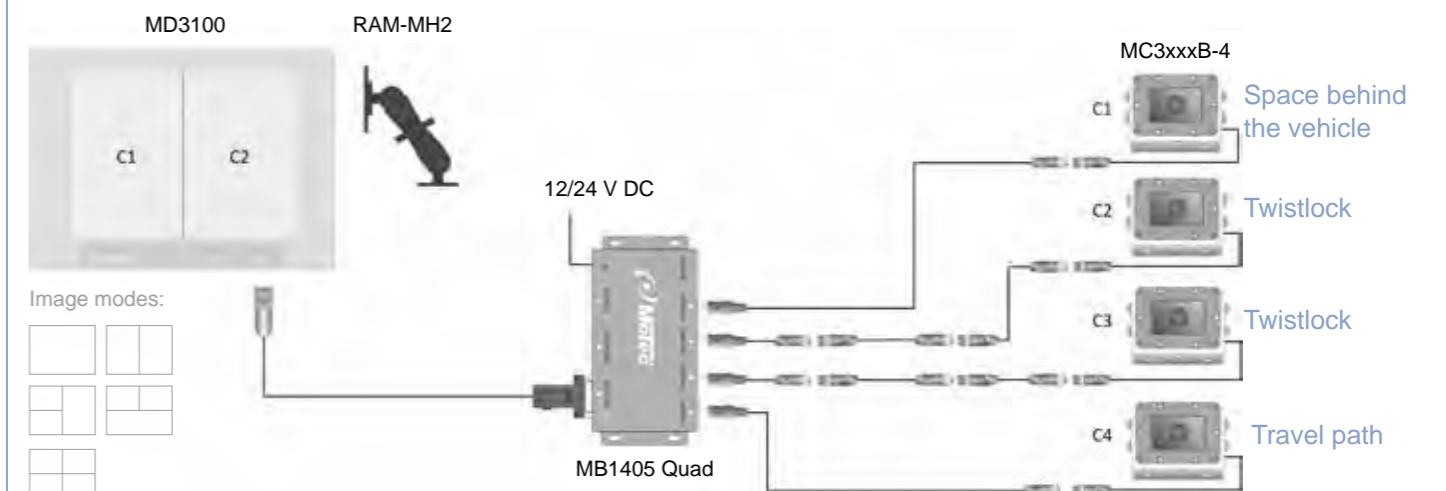 MD3100
RAM-MH2
MC3xxxB-4
C1
C2
C1
Space behind
the vehicle
12/24 V DC
C2
Twistlock
Motec
Image modes:
C3
Twistlock
C4
Travel path
MB1405 Quad